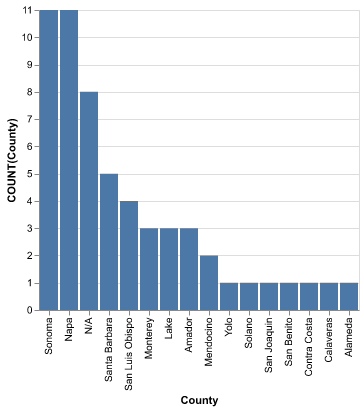 11
10
9
8
7
6
5
4
3
2
1
0
COUNT(County)
Sonoma
Napa
N/A
Santa Barbara
San Luis Obispo
Monterey
Lake
Amador
Mendocino
Yolo
Solano
San Joaquin
San Benito
Contra Costa
Calaveras
Alameda
County